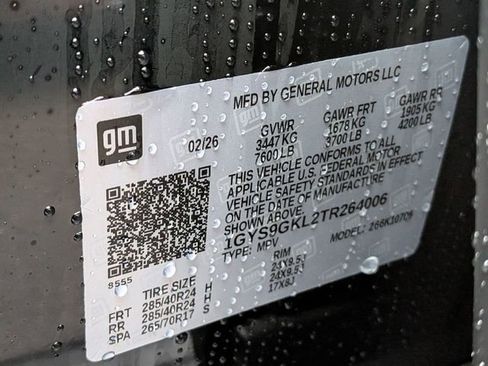 MFD BY GENERAL MOTORS LLC
gm
02/26
GVWR GAWR FRT GAWR RR
3447 KG 1678 KG 1905 KG
7600 LB 3700 LB 4200 LB
THIS VEHICLE CONFORMS TO ALL
APPLICABLE U.S. FEDERAL MOTOR
VEHICLE SAFETY STANDARDS IN EFFECT
ON THE DATE OF MANUFACTURE
SHOWN ABOVE.
1GYS9GKL2TR264006
TYPE: MPV MODEL: 266K10706
9555
TIRE SIZE RIM
FRT 285/40R24 H 23X9.5J
RR 285/40R24 H 24X9.5J
SPA 265/70R17 S 17X8J